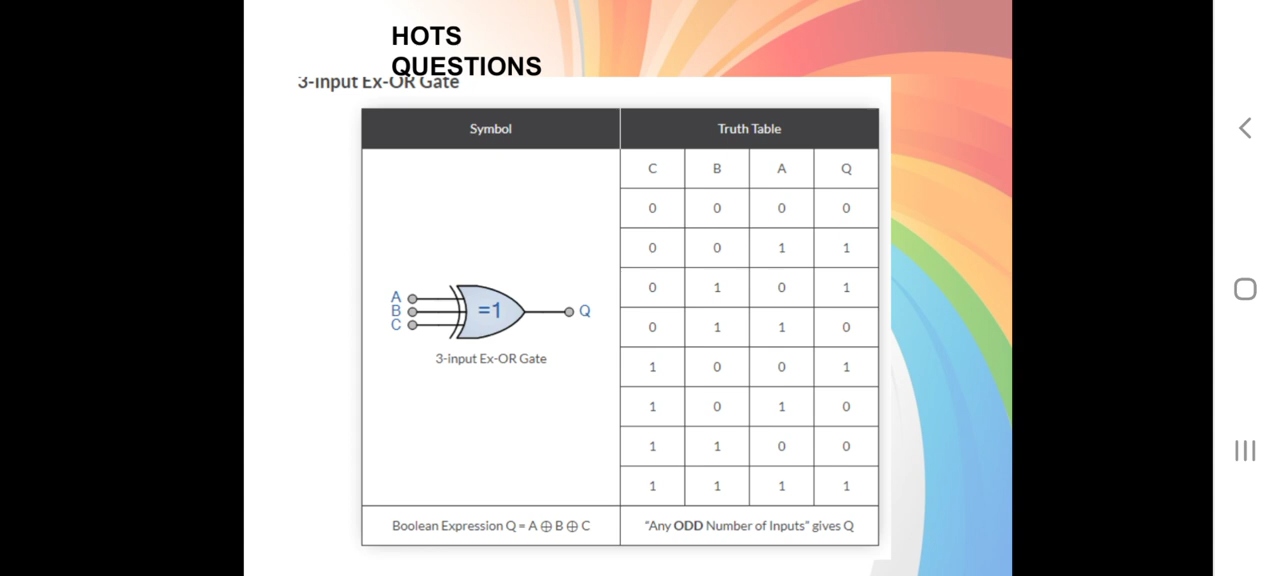 HOTS
QUESTIONS
3-Input Ex-OR Gate
Symbol Truth Table
C B A Q
0 0 0 0
0 0 1 1
0 1 0 1
0 1 1 0
1 0 0 1
1 0 1 0
1 1 0 0
1 1 1 1
A
B
C
=1
Q
3-input Ex-OR Gate
Boolean Expression Q = A ⊕ B ⊕ C
“Any ODD Number of Inputs” gives Q